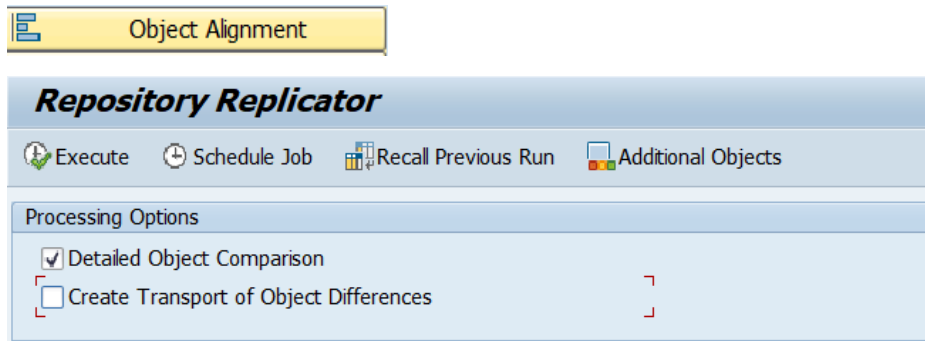 Object Alignment
Repository Replicator
Execute Schedule Job Recall Previous Run Additional Objects
Processing Options
Detailed Object Comparison
Create Transport of Object Differences